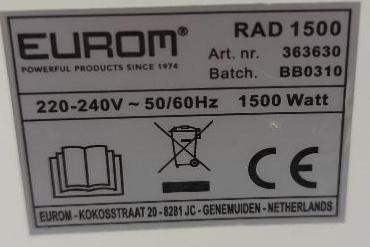 EUROM® RAD 1500
POWERFUL PRODUCTS SINCE 1974
Art. nr. 363630
Batch. BB0310
220-240V ~ 50/60Hz 1500 Watt
CE
EUROM - KOKOSSTRAAT 20 - 8281 JC - GENEMUIDEN - NETHERLANDS